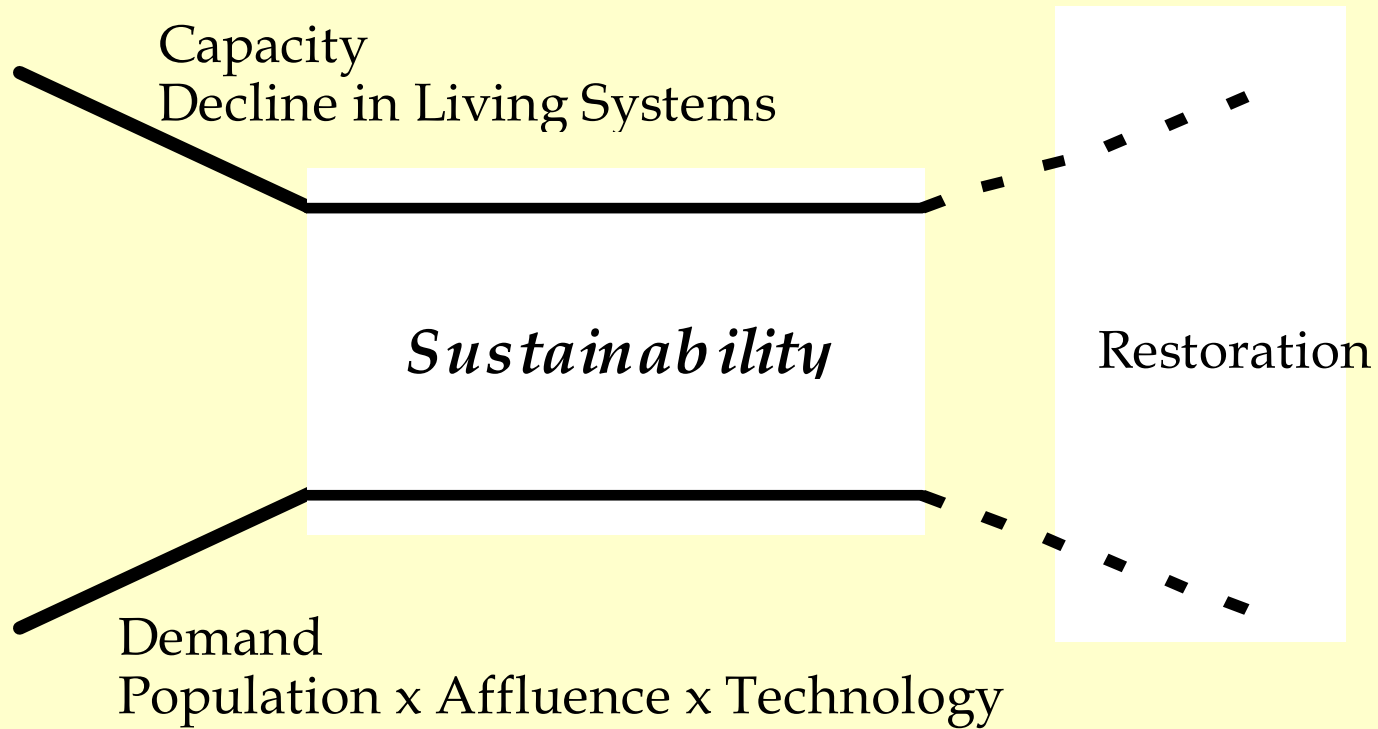 Capacity
Decline in Living Systems
Sustainability
Restoration
Demand
Population x Affluence x Technology